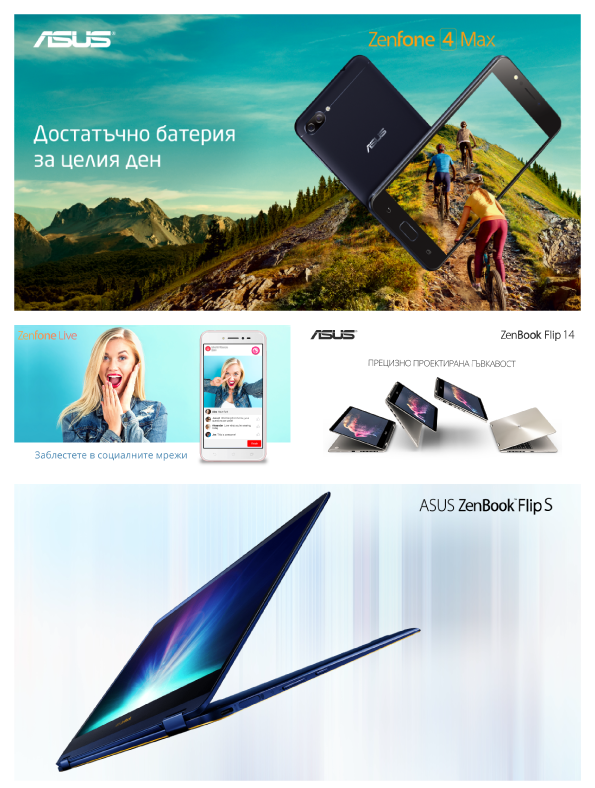 ASUS
Zenfone 4 Max
Достатъчно батерия
за целия ден
ASUS
Zenfone Live
Заблестете в социалните мрежи
ASUS
ZenBook Flip 14
ПРЕЦИЗНО ПРОЕКТИРАНА ГЪВКАВОСТ
ASUS ZenBook™ Flip S